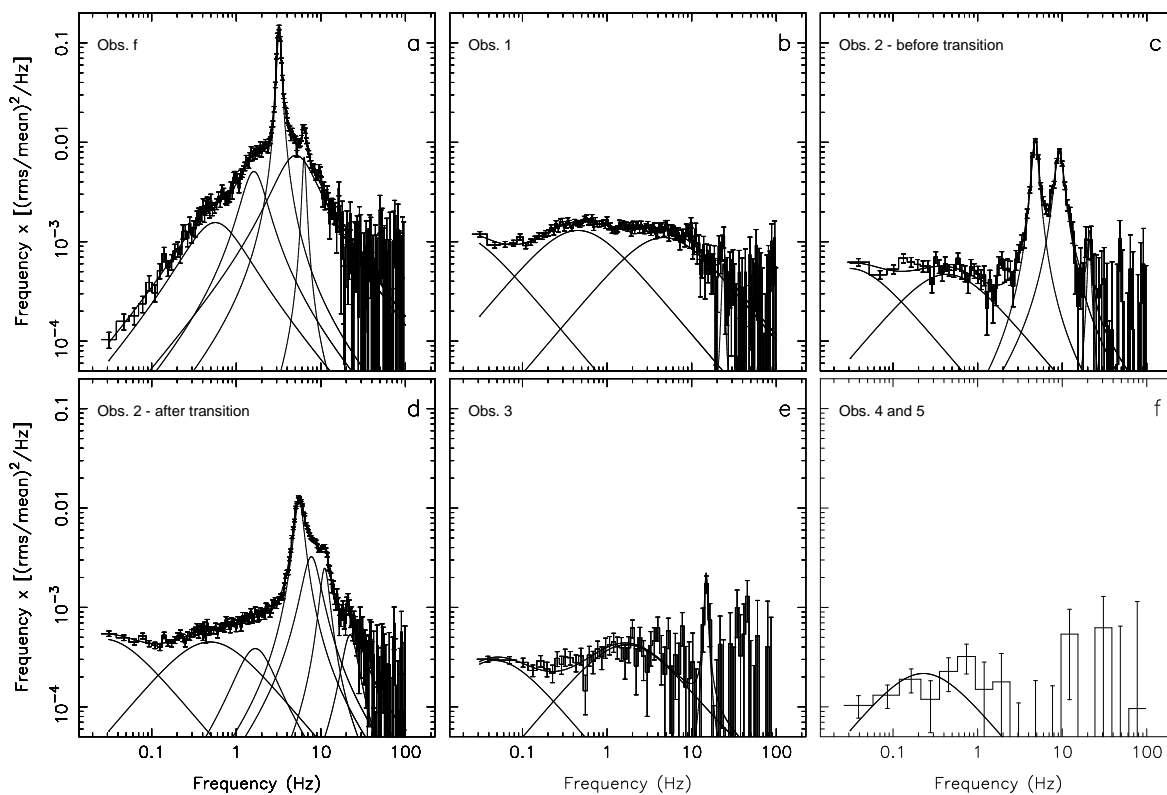 Obs. f
a
Obs. 1
b
Obs. 2 - before transition
c
Frequency x [(rms/mean)²/Hz]
0.1
0.01
10⁻³
10⁻⁴
Obs. 2 - after transition
d
Obs. 3
e
Obs. 4 and 5
f
Frequency x [(rms/mean)²/Hz]
0.1
0.01
10⁻³
10⁻⁴
0.1 1 10 100
0.1 1 10 100
0.1 1 10 100
Frequency (Hz)
Frequency (Hz)
Frequency (Hz)